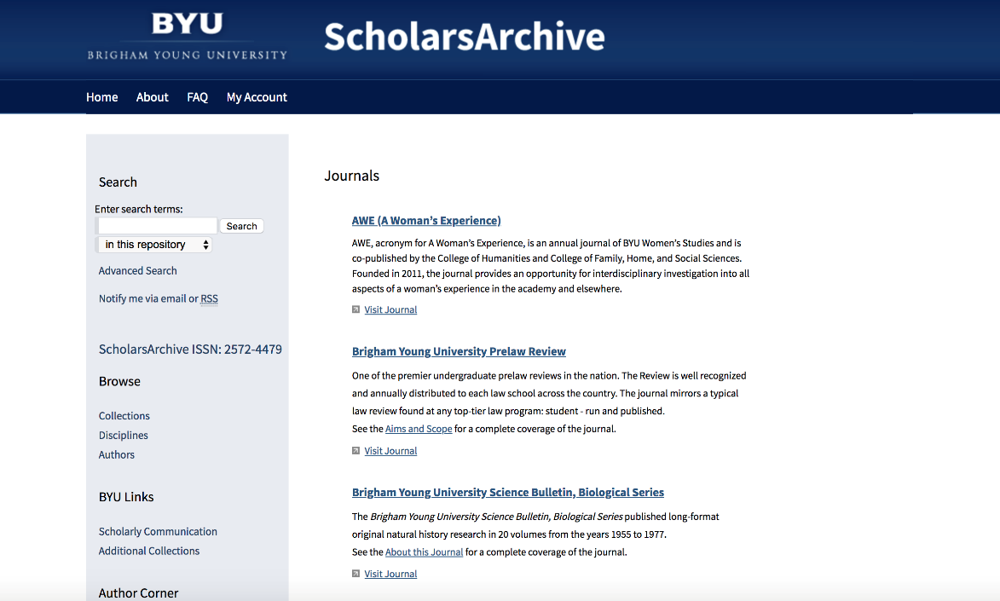 BYU
BRIGHAM YOUNG UNIVERSITY
ScholarsArchive
Home About FAQ My Account
Search
Enter search terms:
Search
in this repository
Advanced Search
Notify me via email or RSS
ScholarsArchive ISSN: 2572-4479
Browse
Collections
Disciplines
Authors
BYU Links
Scholarly Communication
Additional Collections
Author Corner
Journals
AWE (A Woman’s Experience)
AWE, acronym for A Woman’s Experience, is an annual journal of BYU Women’s Studies and is
co-published by the College of Humanities and College of Family, Home, and Social Sciences.
Founded in 2011, the journal provides an opportunity for interdisciplinary investigation into all
aspects of a woman’s experience in the academy and elsewhere.
Visit Journal
Brigham Young University Prelaw Review
One of the premier undergraduate prelaw reviews in the nation. The Review is well recognized
and annually distributed to each law school across the country. The journal mirrors a typical
law review found at any top-tier law program: student - run and published.
See the Aims and Scope for a complete coverage of the journal.
Visit Journal
Brigham Young University Science Bulletin, Biological Series
The Brigham Young University Science Bulletin, Biological Series published long-format
original natural history research in 20 volumes from the years 1955 to 1977.
See the About this Journal for a complete coverage of the journal.
Visit Journal